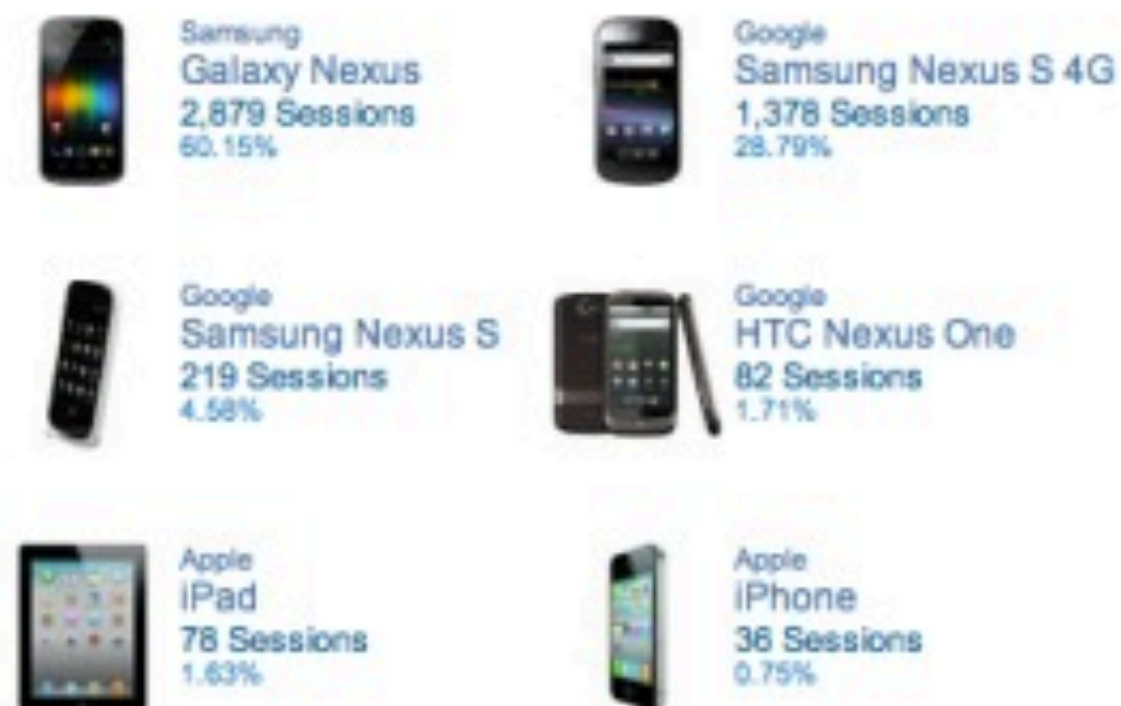 Samsung
Galaxy Nexus
2,879 Sessions
60.15%
Google
Samsung Nexus S 4G
1,378 Sessions
28.79%
Google
Samsung Nexus S
219 Sessions
4.58%
Google
HTC Nexus One
82 Sessions
1.71%
Apple
iPad
78 Sessions
1.63%
Apple
iPhone
36 Sessions
0.75%